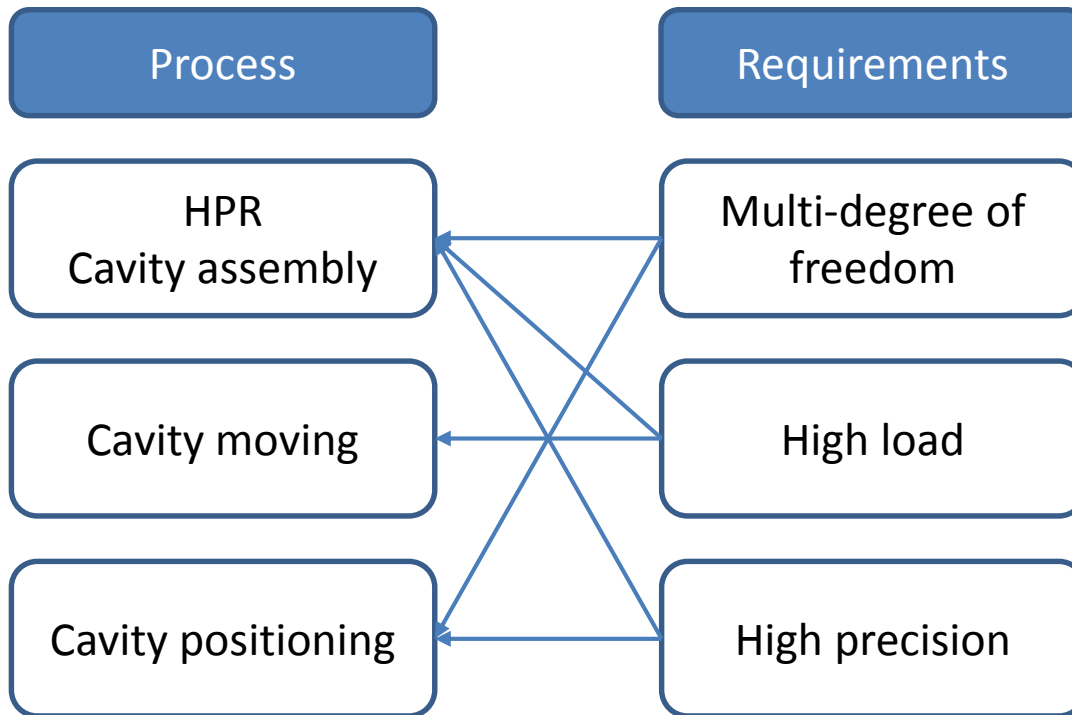 Process
Requirements
HPR
Cavity assembly
Multi-degree of
freedom
Cavity moving
High load
Cavity positioning
High precision